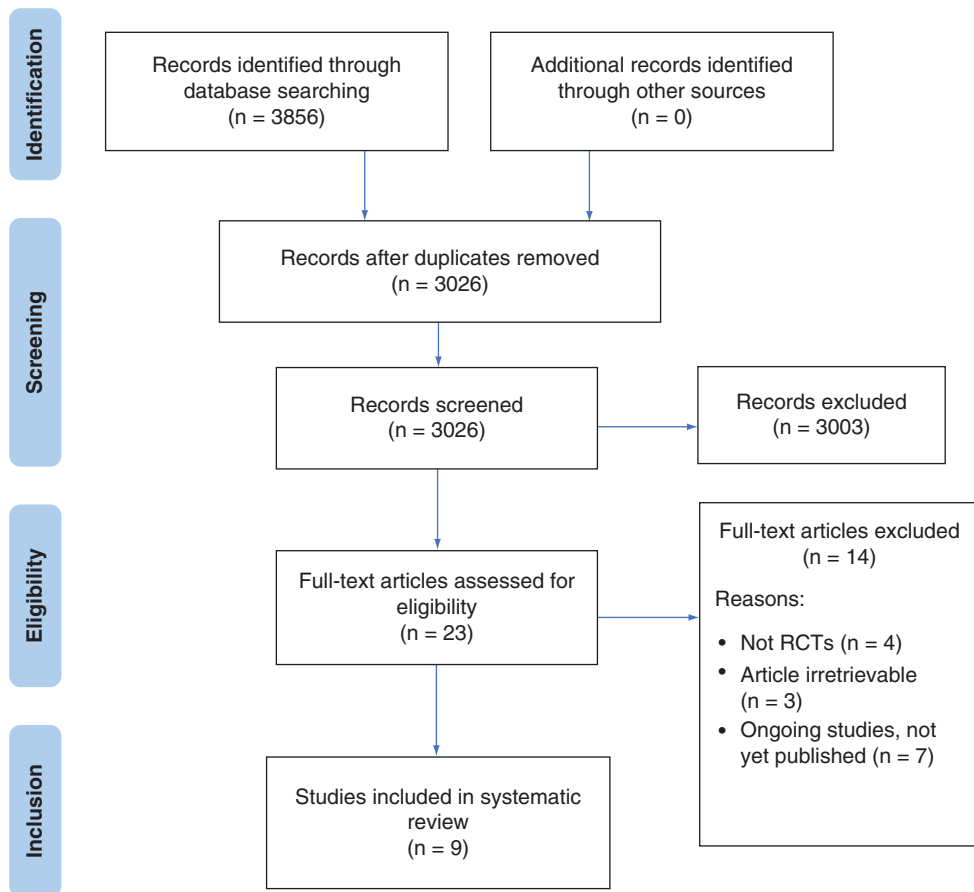 Identification
Records identified through
database searching
(n = 3856)
Additional records identified
through other sources
(n = 0)
Screening
Records after duplicates removed
(n = 3026)
Records screened
(n = 3026)
Records excluded
(n = 3003)
Eligibility
Full-text articles assessed for
eligibility
(n = 23)
Full-text articles excluded
(n = 14)
Reasons:
• Not RCTs (n = 4)
• Article irretrievable
(n = 3)
• Ongoing studies, not
yet published (n = 7)
Inclusion
Studies included in systematic
review
(n = 9)